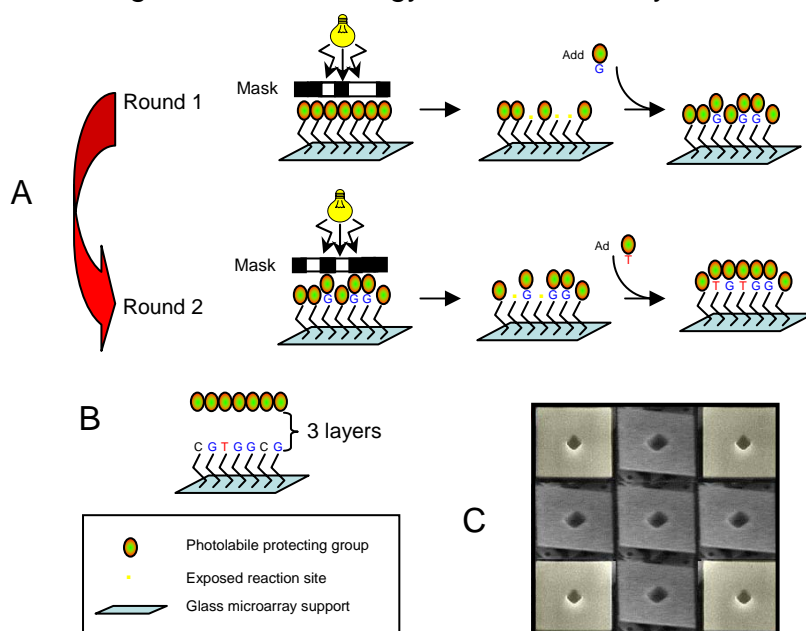 Round 1
Mask
Add
G
G G G
A
Round 2
Mask
G G G
G G G
Ad
T
T G T G G
B
3 layers
C G T G G C G
C
Photolabile protecting group
Exposed reaction site
Glass microarray support